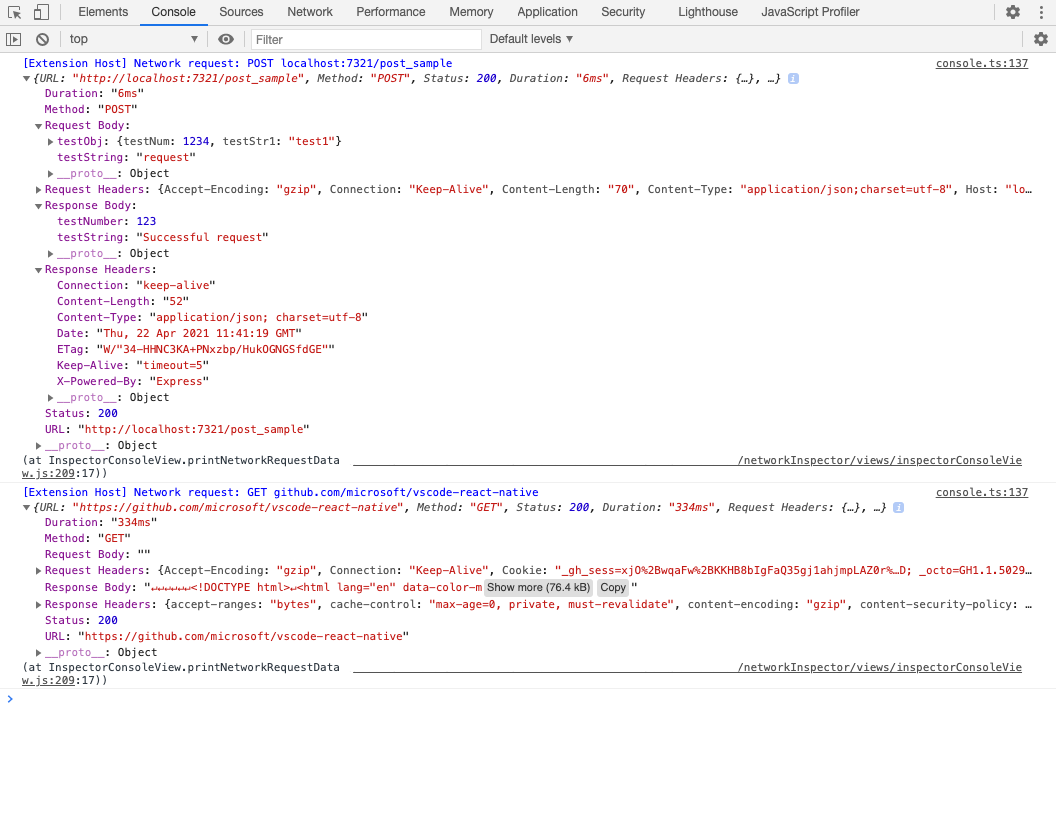 Elements Console Sources Network Performance Memory Application Security Lighthouse JavaScript Profiler
top Filter Default levels
[Extension Host] Network request: POST localhost:7321/post_sample console.ts:137
{URL: "http://localhost:7321/post_sample", Method: "POST", Status: 200, Duration: "6ms", Request Headers: {…}, …} i
Duration: "6ms"
Method: "POST"
Request Body:
testObj: {testNum: 1234, testStr1: "test1"}
testString: "request"
__proto__: Object
Request Headers: {Accept-Encoding: "gzip", Connection: "Keep-Alive", Content-Length: "70", Content-Type: "application/json;charset=utf-8", Host: "lo…
Response Body:
testNumber: 123
testString: "Successful request"
__proto__: Object
Response Headers:
Connection: "keep-alive"
Content-Length: "52"
Content-Type: "application/json; charset=utf-8"
Date: "Thu, 22 Apr 2021 11:41:19 GMT"
ETag: "W/"34-HHNC3KA+PNxzbp/HukOGNGSfdGE""
Keep-Alive: "timeout=5"
X-Powered-By: "Express"
__proto__: Object
Status: 200
URL: "http://localhost:7321/post_sample"
__proto__: Object
(at InspectorConsoleView.printNetworkRequestData /networkInspector/views/inspectorConsoleVie
w.js:209:17))
[Extension Host] Network request: GET github.com/microsoft/vscode-react-native console.ts:137
{URL: "https://github.com/microsoft/vscode-react-native", Method: "GET", Status: 200, Duration: "334ms", Request Headers: {…}, …} i
Duration: "334ms"
Method: "GET"
Request Body: ""
Request Headers: {Accept-Encoding: "gzip", Connection: "Keep-Alive", Cookie: "_gh_sess=xjO%2BwqaFw%2BKKHB8bIgFaQ35gj1ahjmpLAZ0r%…D; _octo=GH1.1.5029…
Response Body: "↵↵↵↵↵↵<!DOCTYPE html>↵<html lang="en" data-color-m Show more (76.4 kB) Copy "
Response Headers: {accept-ranges: "bytes", cache-control: "max-age=0, private, must-revalidate", content-encoding: "gzip", content-security-policy: …
Status: 200
URL: "https://github.com/microsoft/vscode-react-native"
__proto__: Object
(at InspectorConsoleView.printNetworkRequestData /networkInspector/views/inspectorConsoleVie
w.js:209:17))